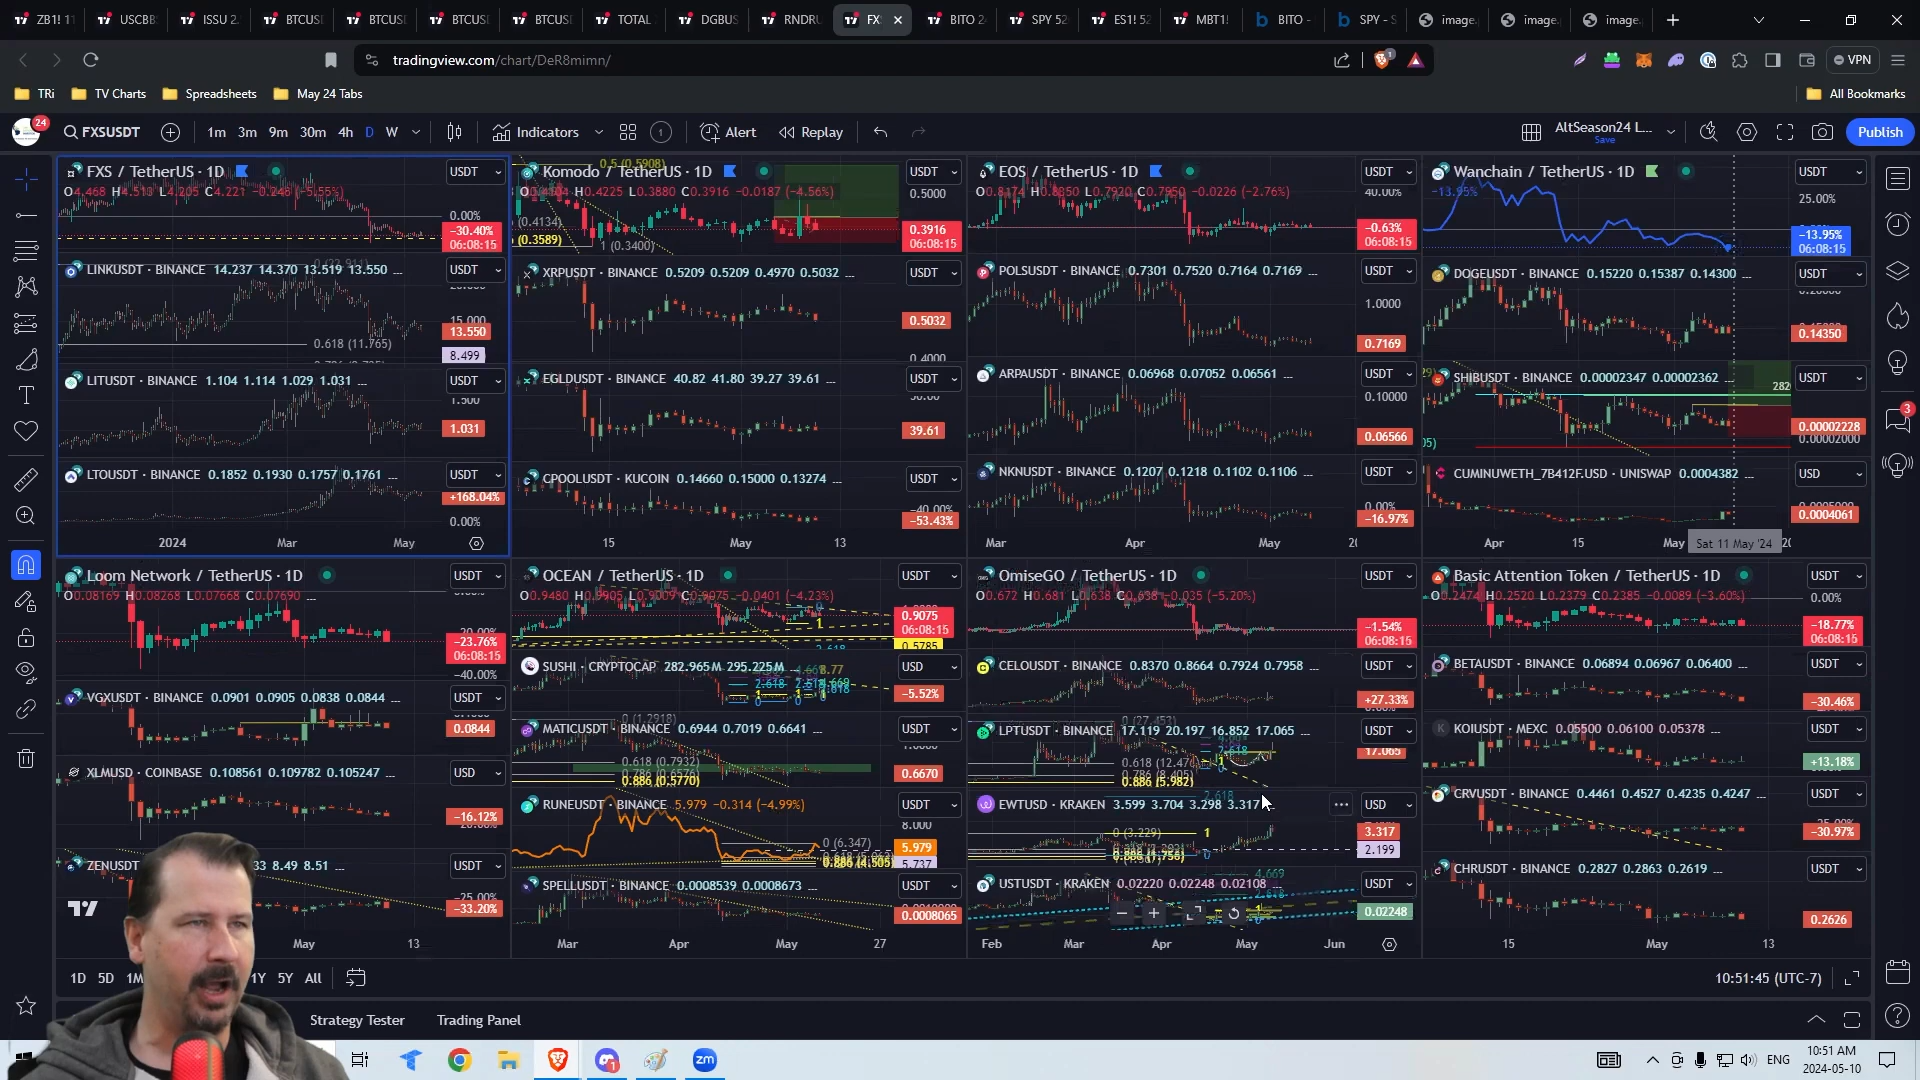 ZB1! 1
USCBB
ISSU 2.
BTCUSD
BTCUSD
BTCUSD
BTCUSD
TOTAL
DGBUS
RNDRU
FX
BITO 24
SPY 52
ES1! 52
MBT1
BITO -
SPY - S
image.
image.
image.
tradingview.com/chart/DeR8mimn/
1
VPN
TRi
TV Charts
Spreadsheets
May 24 Tabs
All Bookmarks
24
FXSUSDT
1m 3m 9m 30m 4h D W
Indicators
1
Alert
Replay
AltSeason24 L...
Save
Publish
FXS / TetherUS · 1D
USDT
O4.468 H4.513 L4.205 C4.221 -0.248 (-5.55%)
0.00%
-30.40%
06:08:15
LINKUSDT · BINANCE 14.237 14.370 13.519 13.550 ...
USDT
15.000
13.550
0.618 (11.765)
8.499
LITUSDT · BINANCE 1.104 1.114 1.029 1.031 ...
USDT
1.500
1.031
LTOUSDT · BINANCE 0.1852 0.1930 0.1757 0.1761 ...
USDT
+168.04%
0.00%
2024 Mar May
0.5 (0.5908)
Komodo / TetherUS · 1D
USDT
H0.4225 L0.3880 C0.3916 -0.0187 (-4.56%)
0.5000
(0.4134)
0.3916
06:08:15
(0.3589)
1 (0.3400)
XRPUSDT · BINANCE 0.5209 0.5209 0.4970 0.5032 ...
USDT
0.5032
0.4000
EGLDUSDT · BINANCE 40.82 41.80 39.27 39.61 ...
USDT
39.61
CPOOLUSDT · KUCOIN 0.14660 0.15000 0.13274 ...
USDT
-40.00%
-53.43%
15 May 13
EOS / TetherUS · 1D
USDT
O0.8174 H0.8850 L0.7920 C0.7950 -0.0226 (-2.76%)
40.00%
-0.63%
06:08:15
POLSUSDT · BINANCE 0.7301 0.7520 0.7164 0.7169 ...
USDT
1.0000
0.7169
ARPAUSDT · BINANCE 0.06968 0.07052 0.06561 ...
USDT
0.10000
0.06566
NKNUSDT · BINANCE 0.1207 0.1218 0.1102 0.1106 ...
USDT
0.00%
-16.97%
Mar Apr May
Wanchain / TetherUS · 1D
USDT
-13.95%
25.00%
-13.95%
06:08:15
DOGEUSDT · BINANCE 0.15220 0.15387 0.14300 ...
USDT
0.14350
SHIBUSDT · BINANCE 0.00002347 0.00002362 ...
USDT
282
0.00002228
0.00002000
CUMINUWETH_7B412F.USD · UNISWAP 0.0004382 ...
USD
0.0004061
Apr 15 May
Sat 11 May '24
3
Loom Network / TetherUS · 1D
USDT
O0.08169 H0.08268 L0.07668 C0.07690 ...
-23.76%
06:08:15
-40.00%
VGXUSDT · BINANCE 0.0901 0.0905 0.0838 0.0844 ...
USDT
0.0844
XLMUSD · COINBASE 0.108561 0.109782 0.105247 ...
USD
-16.12%
ZENUSDT
33 8.49 8.51 ...
USDT
-25.00%
-33.20%
May 13
OCEAN / TetherUS · 1D
USDT
O0.9480 H0.9905 L0.9009 C0.9075 -0.0401 (-4.23%)
0.9075
06:08:15
0.5785
SUSHI · CRYPTOCAP 282.965M 295.225M ...
USD
-5.52%
0 (1.2918)
MATICUSDT · BINANCE 0.6944 0.7019 0.6641 ...
USDT
0.618 (0.7932)
0.786 (0.6576)
0.886 (0.5770)
0.6670
RUNEUSDT · BINANCE 5.979 -0.314 (-4.99%)
USDT
8.000
0 (6.347)
5.979
5.737
0.886 (4.505)
SPELLUSDT · BINANCE 0.0008539 0.0008673 ...
USDT
0.0008065
Mar Apr May 27
OmiseGO / TetherUS · 1D
USDT
O0.672 H0.681 L0.638 C0.638 -0.035 (-5.20%)
-1.54%
06:08:15
CELOUSDT · BINANCE 0.8370 0.8664 0.7924 0.7958 ...
USDT
+27.33%
0 (27.453)
LPTUSDT · BINANCE 17.119 20.197 16.852 17.065 ...
USDT
17.065
0.618 (12.47
0.786 (8.405)
0.886 (5.982)
2.618
EWTUSD · KRAKEN 3.599 3.704 3.298 3.317 ...
USD
0 (3.229)
3.317
2.199
USTUSDT · KRAKEN 0.02220 0.02248 0.02108 ...
USDT
4.669
2.618
0.02248
Feb Mar Apr May Jun
Basic Attention Token / TetherUS · 1D
USDT
O0.2474 H0.2520 L0.2379 C0.2385 -0.0089 (-3.60%)
0.00%
-18.77%
06:08:15
BETAUSDT · BINANCE 0.06894 0.06967 0.06400 ...
USDT
-30.46%
KOIUSDT · MEXC 0.05500 0.06100 0.05378 ...
USDT
+13.18%
CRVUSDT · BINANCE 0.4461 0.4527 0.4235 0.4247 ...
USDT
-30.97%
CHRUSDT · BINANCE 0.2827 0.2863 0.2619 ...
USDT
0.2626
15 May 13
1D 5D 1M 1Y 5Y All
10:51:45 (UTC-7)
Strategy Tester
Trading Panel
zm
ENG
10:51 AM
2024-05-10